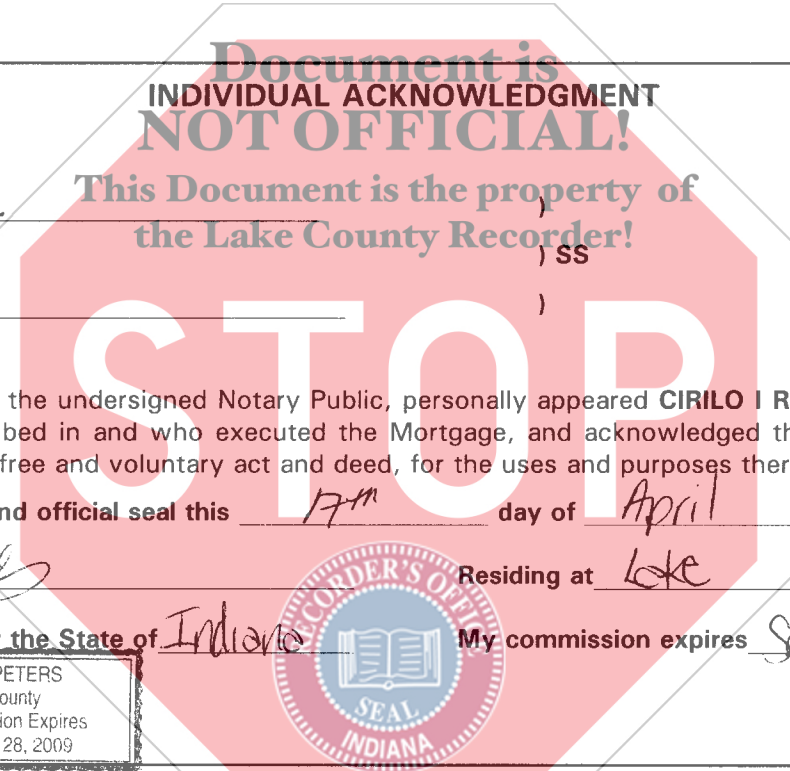 Document is
INDIVIDUAL ACKNOWLEDGMENT
NOT OFFICIAL!
This Document is the property of
)
the Lake County Recorder!
) SS
)
STOP
the undersigned Notary Public, personally appeared CIRILO I R
bed in and who executed the Mortgage, and acknowledged th
free and voluntary act and deed, for the uses and purposes ther
nd official seal this 17th day of April
Residing at Lake
the State of Indiana My commission expires
RECORDER'S OFFICE
SEAL
INDIANA
PETERS
ounty
ion Expires
28, 2009